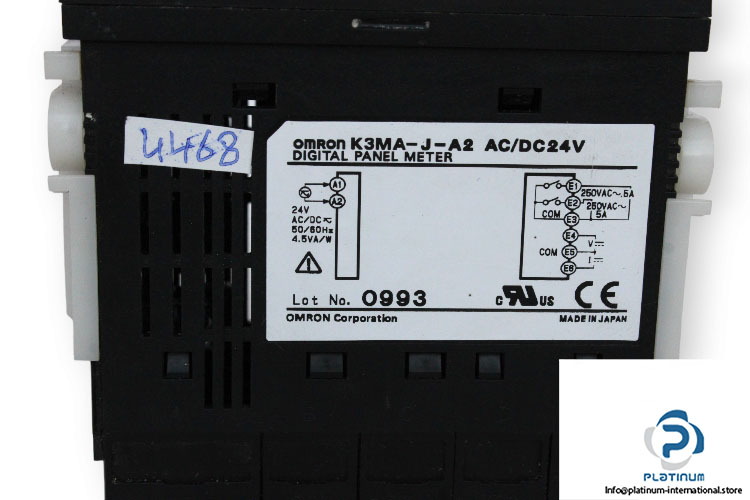 4468
omron K3MA-J-A2 AC/DC24V
DIGITAL PANEL METER
A1
A2
24V
AC/DC
50/60Hz
4.5VA/W
E1
250VAC~ 5A
E2
250VAC~
5A
COM
E3
E4
V
COM
E5
E6
I
Lot No. 0993
c RU US CE
OMRON Corporation
MADE IN JAPAN
PLATINUM
Info@platinum-international.store